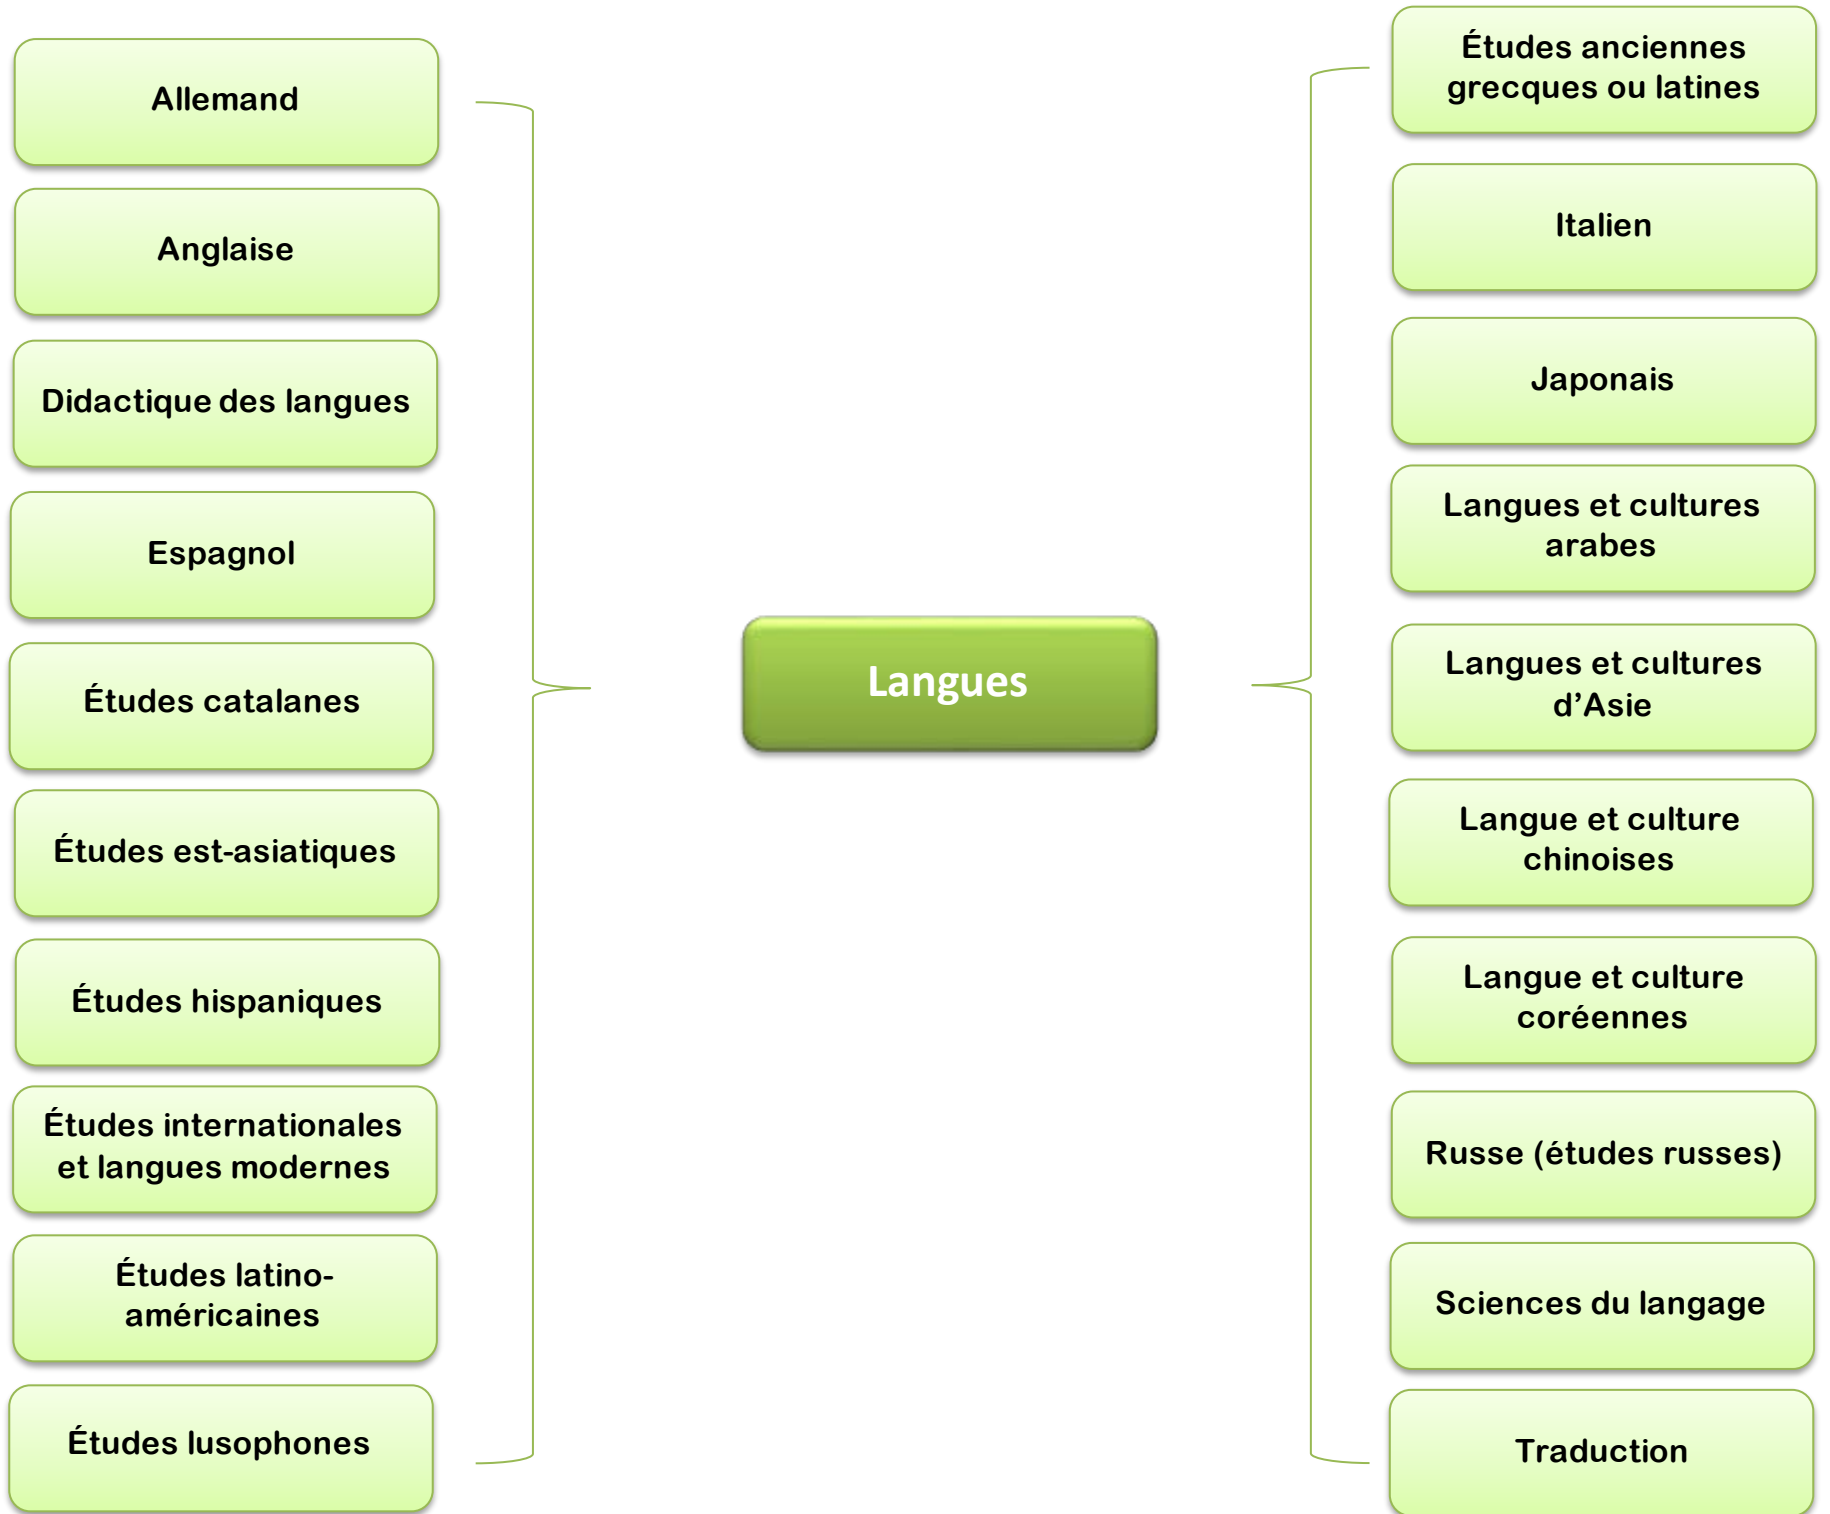 Allemand
Anglaise
Didactique des langues
Espagnol
Études catalanes
Études est-asiatiques
Études hispaniques
Études internationales
et langues modernes
Études latino-
américaines
Études lusophones
Langues
Études anciennes
grecques ou latines
Italien
Japonais
Langues et cultures
arabes
Langues et cultures
d’Asie
Langue et culture
chinoises
Langue et culture
coréennes
Russe (études russes)
Sciences du langage
Traduction